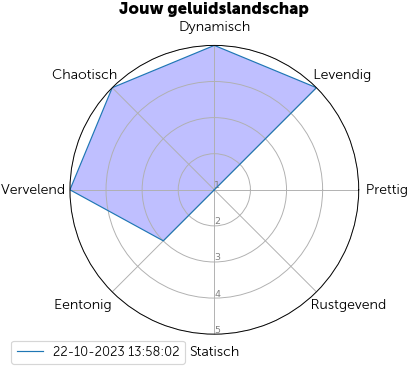 Jouw geluidslandschap
Dynamisch
Chaotisch
Levendig
Vervelend
1
Prettig
2
3
Eentonig
4
Rustgevend
5
22-10-2023 13:58:02
Statisch